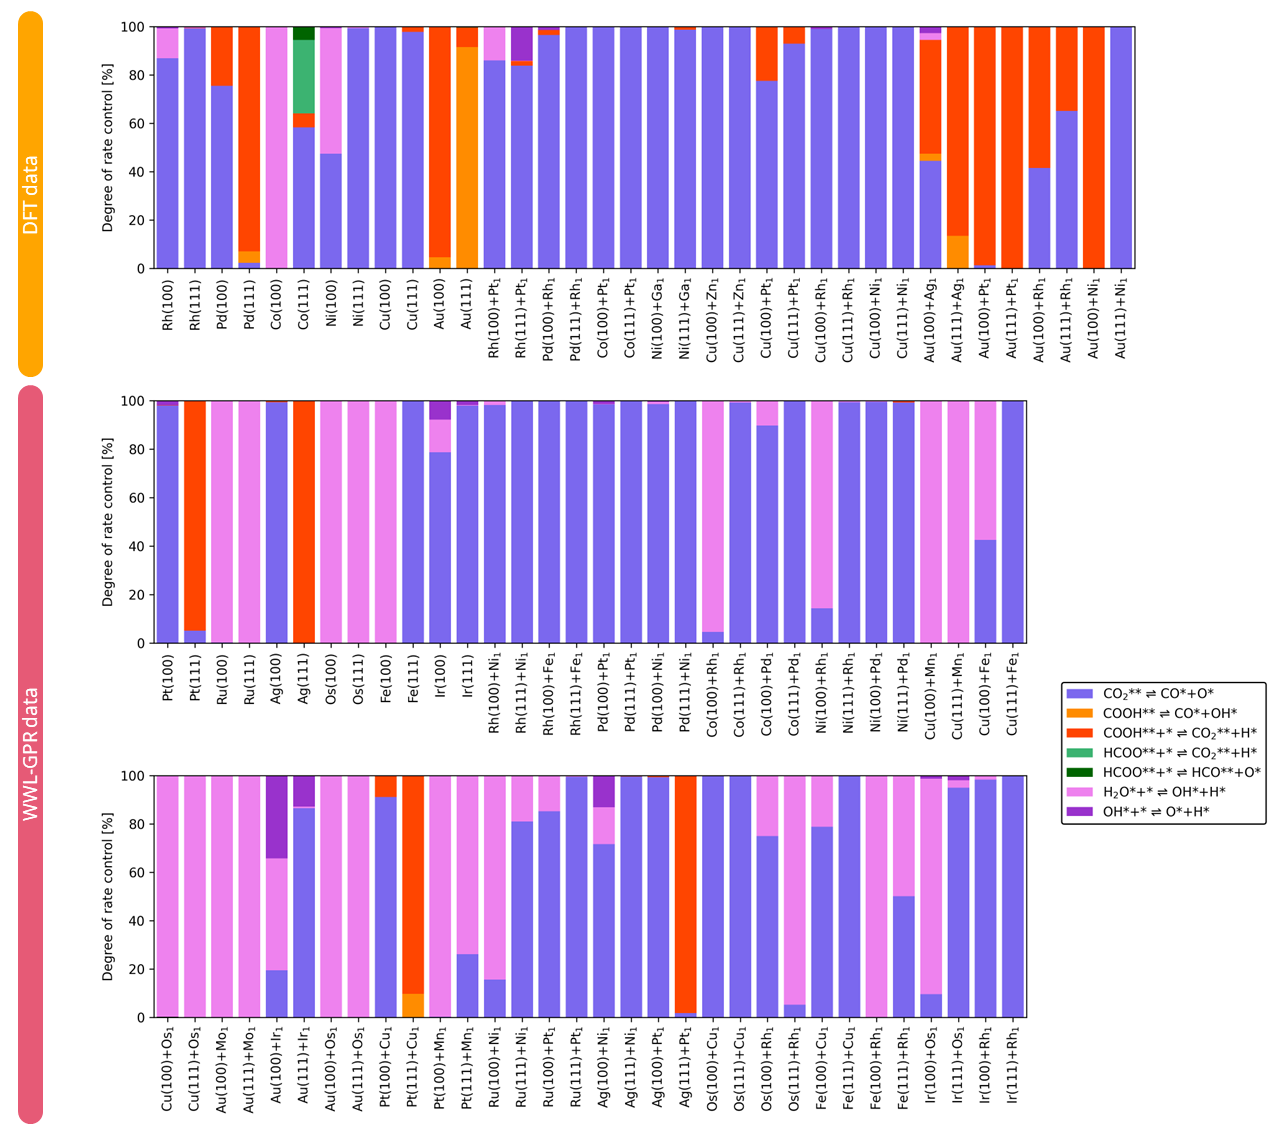 DFT data
Degree of rate control [%]
100
80
60
40
20
0
Rh(100)
Rh(111)
Pd(100)
Pd(111)
Co(100)
Co(111)
Ni(100)
Ni(111)
Cu(100)
Cu(111)
Au(100)
Au(111)
Rh(100)+Pt₁
Rh(111)+Pt₁
Pd(100)+Rh₁
Pd(111)+Rh₁
Co(100)+Pt₁
Co(111)+Pt₁
Ni(100)+Ga₁
Ni(111)+Ga₁
Cu(100)+Zn₁
Cu(111)+Zn₁
Cu(100)+Pt₁
Cu(111)+Pt₁
Cu(100)+Rh₁
Cu(111)+Rh₁
Cu(100)+Ni₁
Cu(111)+Ni₁
Au(100)+Ag₁
Au(111)+Ag₁
Au(100)+Pt₁
Au(111)+Pt₁
Au(100)+Rh₁
Au(111)+Rh₁
Au(100)+Ni₁
Au(111)+Ni₁
WWL-GPR data
Degree of rate control [%]
100
80
60
40
20
0
Pt(100)
Pt(111)
Ru(100)
Ru(111)
Ag(100)
Ag(111)
Os(100)
Os(111)
Fe(100)
Fe(111)
Ir(100)
Ir(111)
Rh(100)+Ni₁
Rh(111)+Ni₁
Rh(100)+Fe₁
Rh(111)+Fe₁
Pd(100)+Pt₁
Pd(111)+Pt₁
Pd(100)+Ni₁
Pd(111)+Ni₁
Co(100)+Rh₁
Co(111)+Rh₁
Co(100)+Pd₁
Co(111)+Pd₁
Ni(100)+Rh₁
Ni(111)+Rh₁
Ni(100)+Pd₁
Ni(111)+Pd₁
Cu(100)+Mn₁
Cu(111)+Mn₁
Cu(100)+Fe₁
Cu(111)+Fe₁
CO₂** ⇌ CO*+O*
COOH** ⇌ CO*+OH*
COOH**+* ⇌ CO₂**+H*
HCOO**+* ⇌ CO₂**+H*
HCOO**+* ⇌ HCO**+O*
H₂O*+* ⇌ OH*+H*
OH*+* ⇌ O*+H*
Degree of rate control [%]
100
80
60
40
20
0
Cu(100)+Os₁
Cu(111)+Os₁
Au(100)+Mo₁
Au(111)+Mo₁
Au(100)+Ir₁
Au(111)+Ir₁
Au(100)+Os₁
Au(111)+Os₁
Pt(100)+Cu₁
Pt(111)+Cu₁
Pt(100)+Mn₁
Pt(111)+Mn₁
Ru(100)+Ni₁
Ru(111)+Ni₁
Ru(100)+Pt₁
Ru(111)+Pt₁
Ag(100)+Ni₁
Ag(111)+Ni₁
Ag(100)+Pt₁
Ag(111)+Pt₁
Os(100)+Cu₁
Os(111)+Cu₁
Os(100)+Rh₁
Os(111)+Rh₁
Fe(100)+Cu₁
Fe(111)+Cu₁
Fe(100)+Rh₁
Fe(111)+Rh₁
Ir(100)+Os₁
Ir(111)+Os₁
Ir(100)+Rh₁
Ir(111)+Rh₁